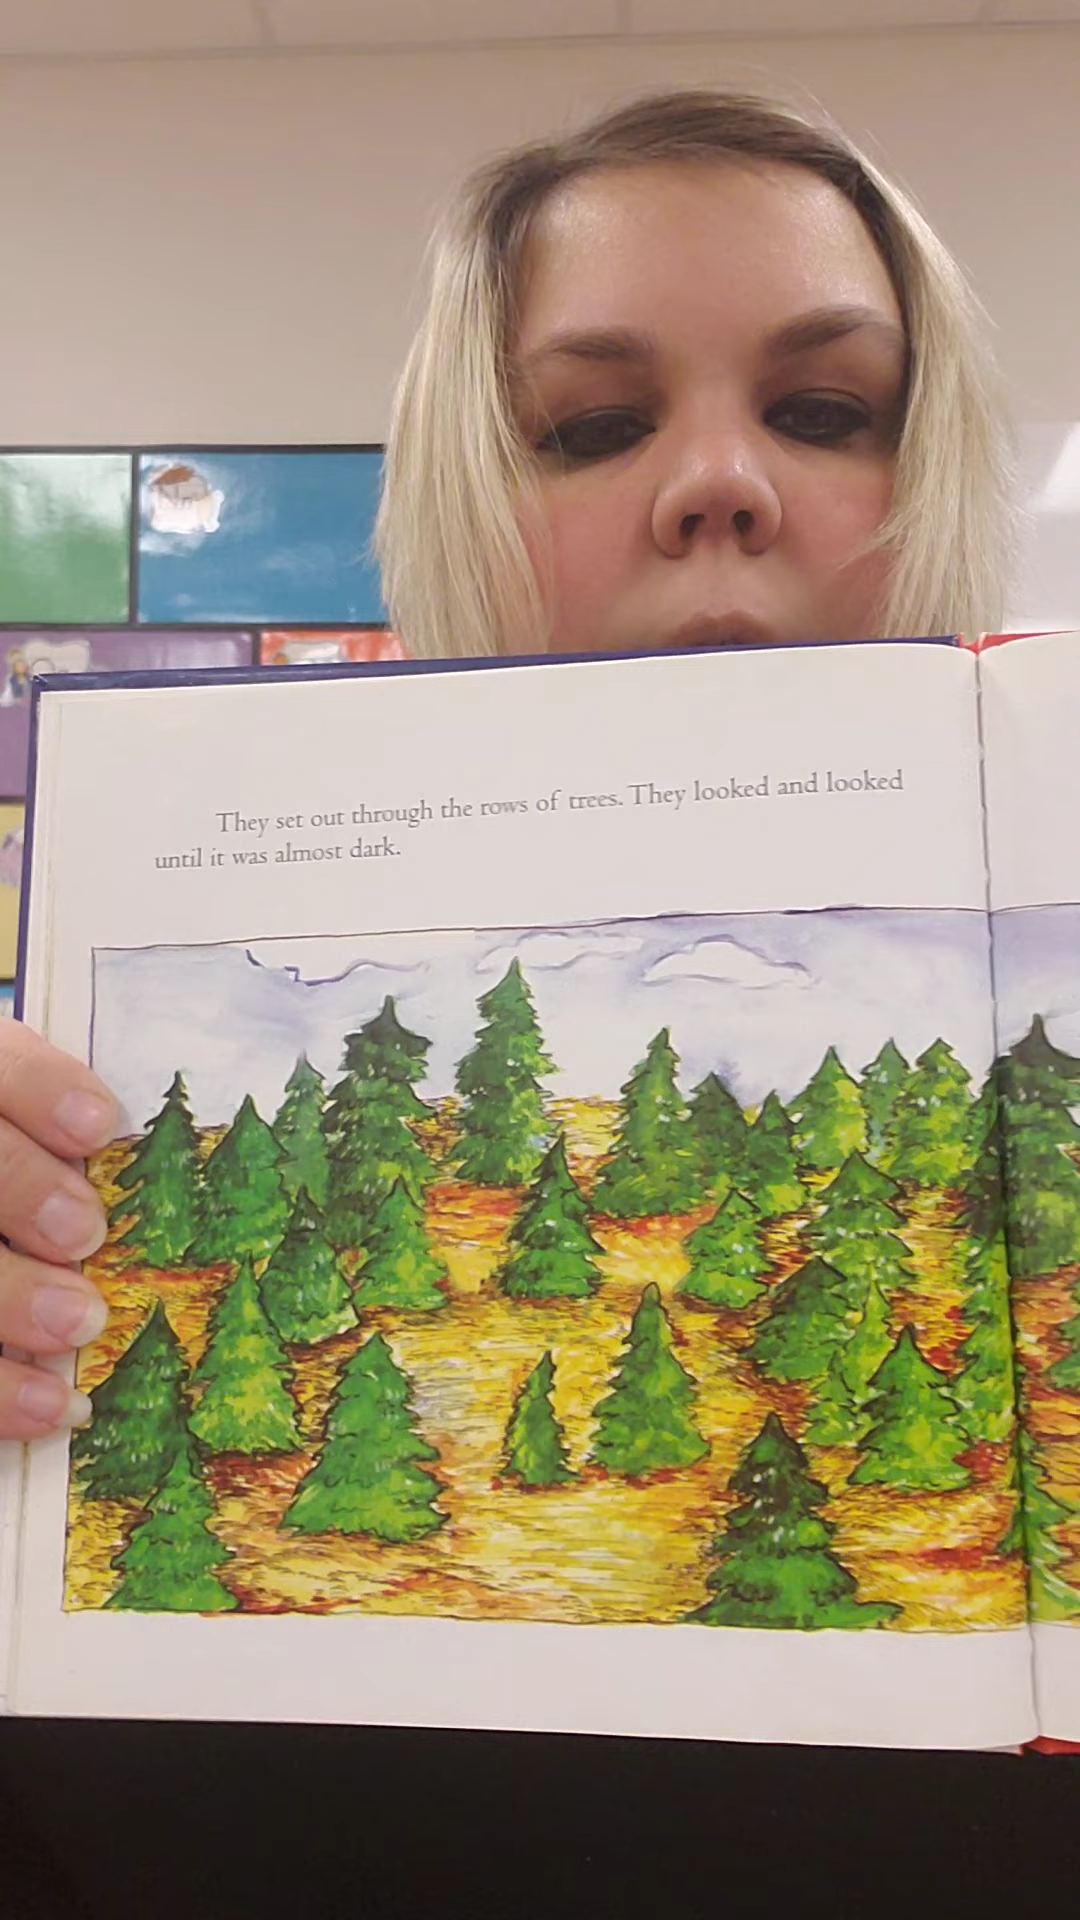 They set out through the rows of trees. They looked and looked
until it was almost dark.